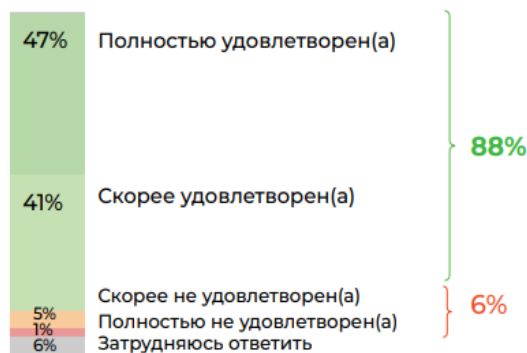 47% Полностью удовлетворен(а)
88%
41% Скорее удовлетворен(а)
5% Скорее не удовлетворен(а)
6%
1% Полностью не удовлетворен(а)
6% Затрудняюсь ответить